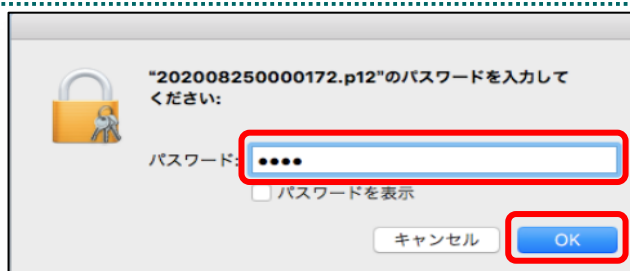 "202008250000172.p12"のパスワードを入力して
ください:
パスワード: ••••
パスワードを表示
キャンセル OK